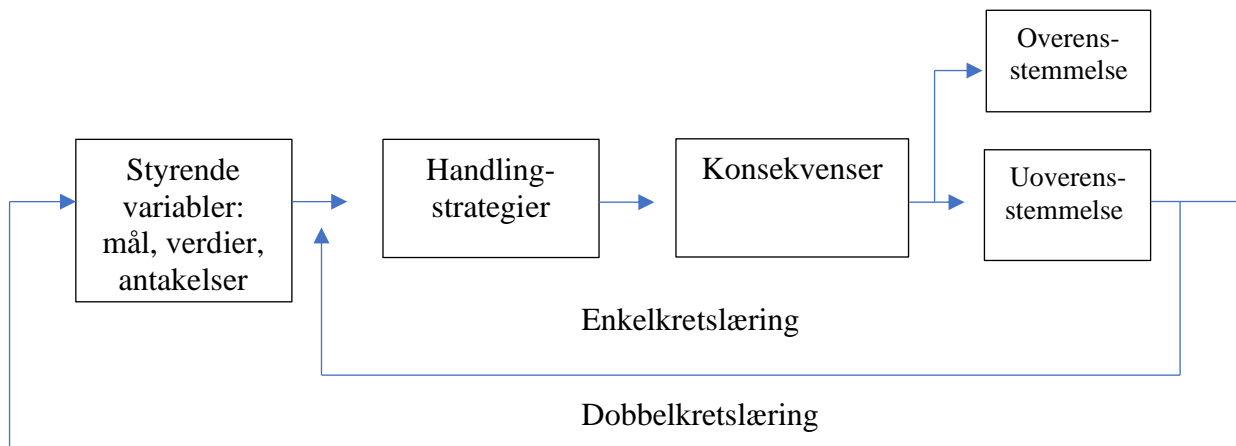 Overens-
stemmelse
Styrende
variabler:
mål, verdier,
antakelser
Handling-
strategier
Konsekvenser
Uoverens-
stemmelse
Enkelkretslæring
Dobbelkretslæring